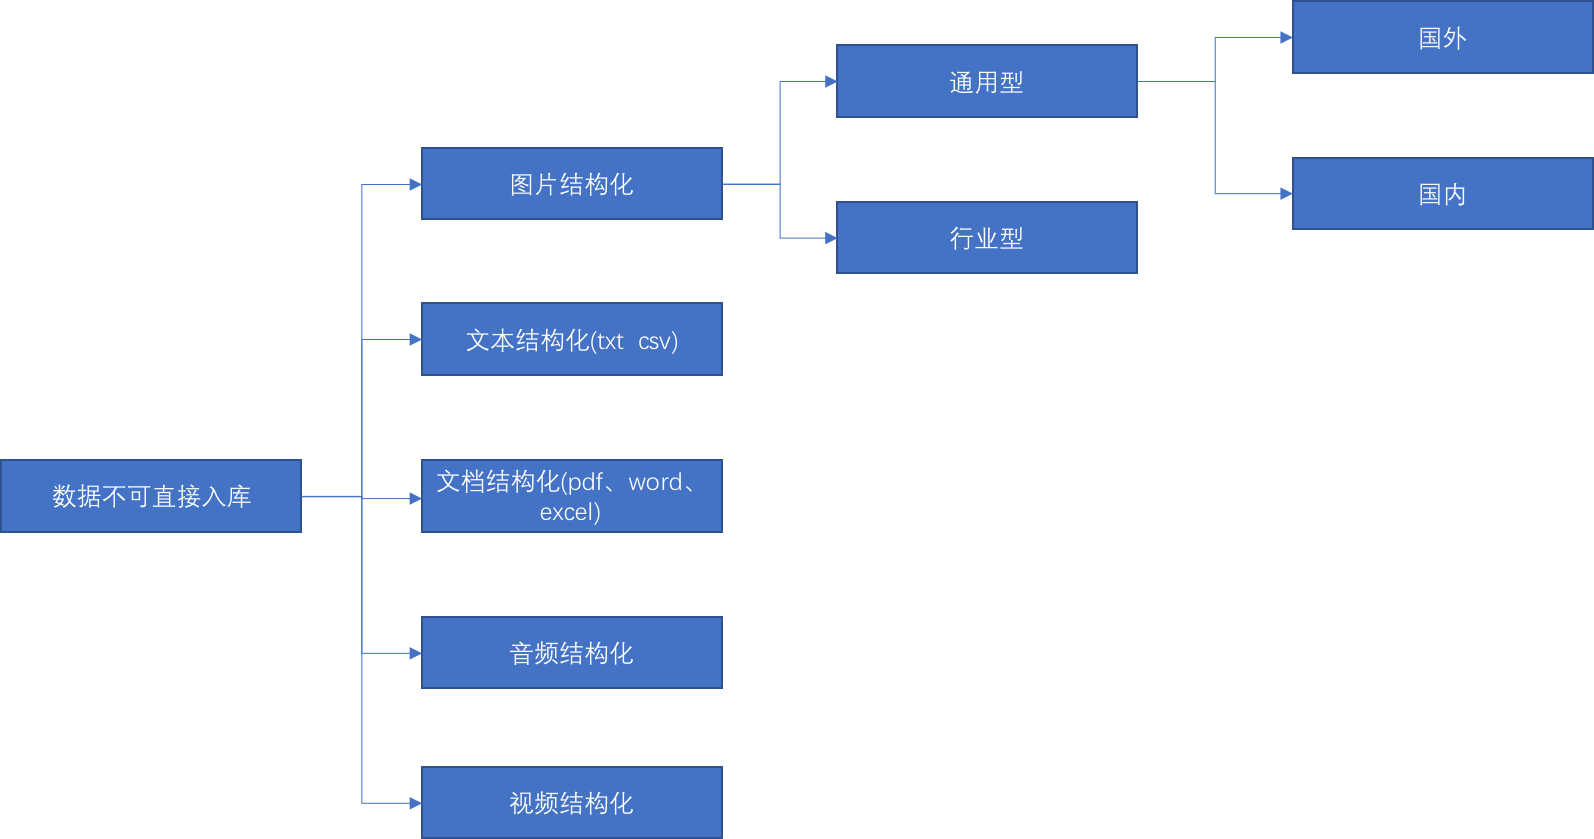 国外
通用型
图片结构化
国内
行业型
文本结构化(txt  csv)
数据不可直接入库
文档结构化(pdf、word、
excel)
音频结构化
视频结构化